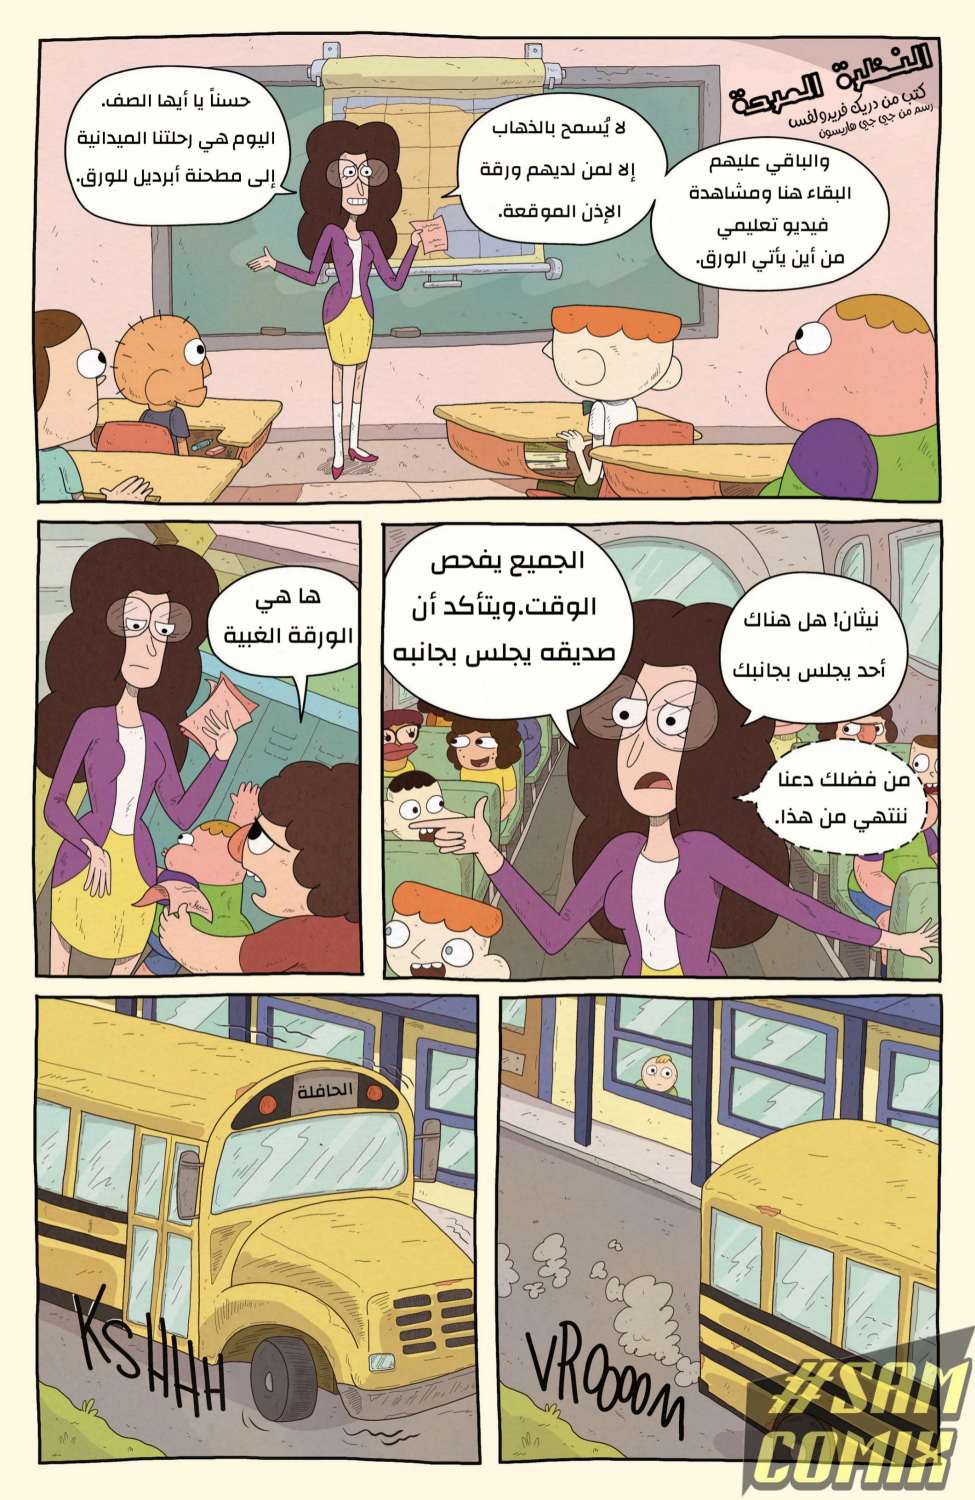 النظرة المرحة
كتب من دريك فريدولفس
رسم من جي جي هاريسون
حسناً يا أيها الصف.
اليوم هي رحلتنا الميدانية
إلى مطحنة أبرديل للورق.
لا يُسمح بالذهاب
إلا لمن لديهم ورقة
الإذن الموقعة.
والباقي عليهم
البقاء هنا ومشاهدة
فيديو تعليمي
من أين يأتي الورق.
ها هي
الورقة الغبية
الجميع يفحص
الوقت.ويتأكد أن
صديقه يجلس بجانبه
نيثان! هل هناك
أحد يجلس بجانبك
من فضلك دعنا
ننتهي من هذا.
الحافلة
KSHHH
VROOOOM
#SAM
COMIX